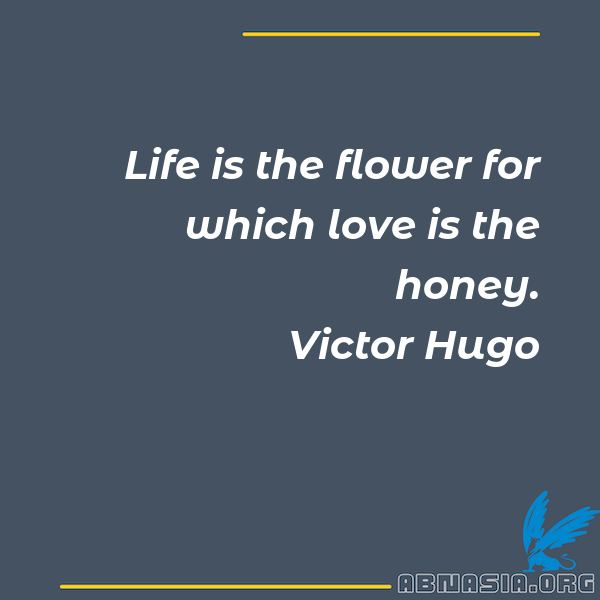 Life is the flower for
which love is the
honey.
Victor Hugo
ABNASIA.ORG